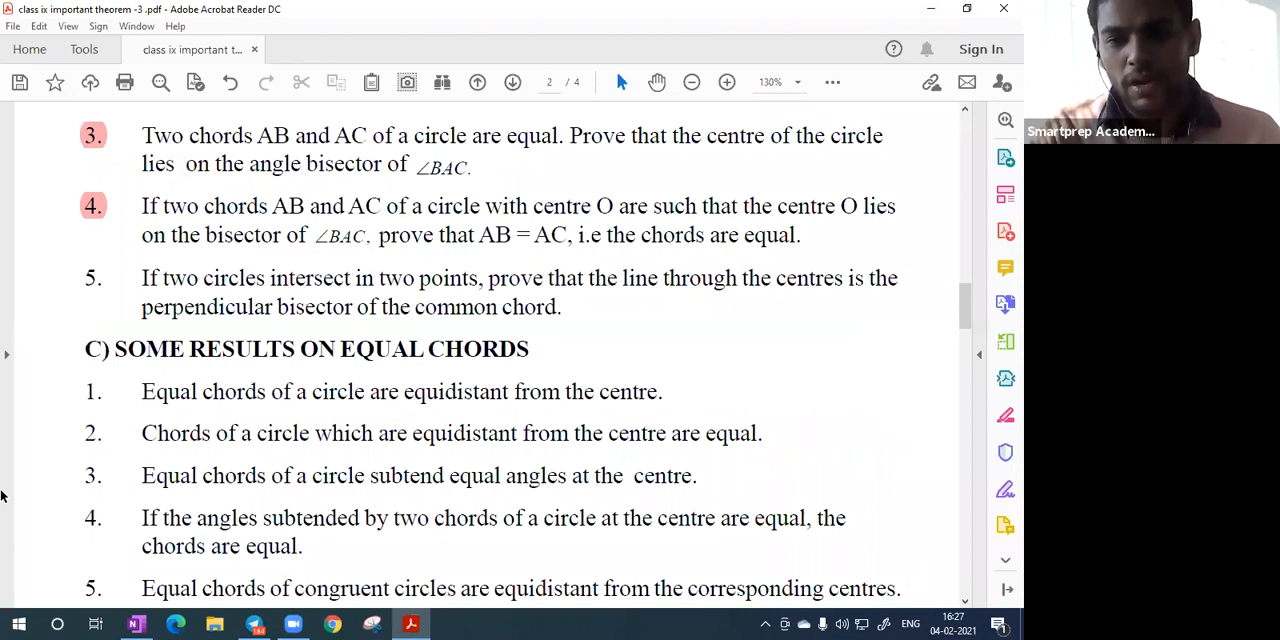 class ix important theorem -3 .pdf - Adobe Acrobat Reader DC
File Edit View Sign Window Help
Home Tools class ix important t... × Sign In
2 / 4 130%
3. Two chords AB and AC of a circle are equal. Prove that the centre of the circle
lies on the angle bisector of ∠BAC.
4. If two chords AB and AC of a circle with centre O are such that the centre O lies
on the bisector of ∠BAC, prove that AB = AC, i.e the chords are equal.
5. If two circles intersect in two points, prove that the line through the centres is the
perpendicular bisector of the common chord.
C) SOME RESULTS ON EQUAL CHORDS
1. Equal chords of a circle are equidistant from the centre.
2. Chords of a circle which are equidistant from the centre are equal.
3. Equal chords of a circle subtend equal angles at the centre.
4. If the angles subtended by two chords of a circle at the centre are equal, the
chords are equal.
5. Equal chords of congruent circles are equidistant from the corresponding centres.
Smartprep Academ...
184
ENG
16:27
04-02-2021
1